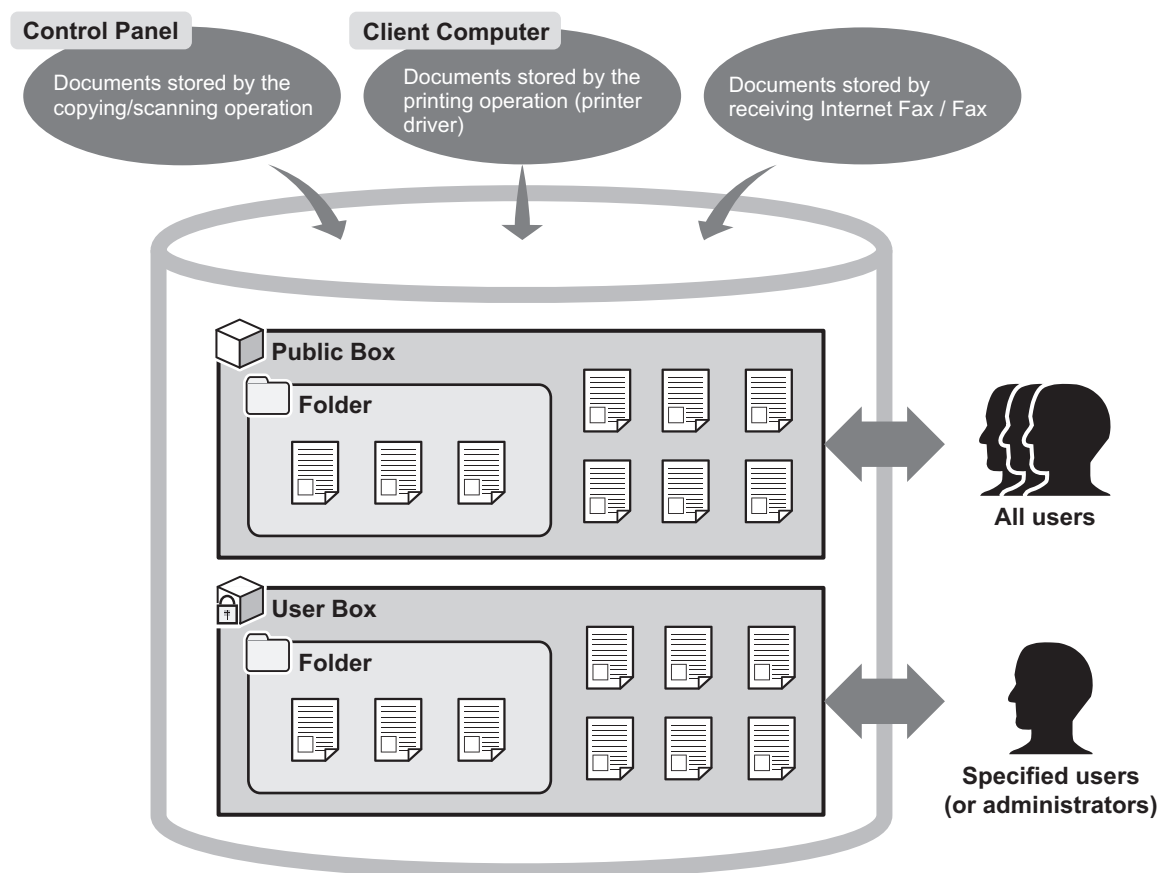 Control Panel
Documents stored by the
copying/scanning operation
Client Computer
Documents stored by the
printing operation (printer
driver)
Documents stored by
receiving Internet Fax / Fax
Public Box
Folder
All users
User Box
Folder
Specified users
(or administrators)